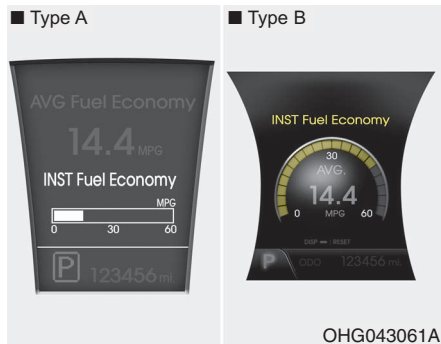 ■ Type A
AVG Fuel Economy
14.4 MPG
INST Fuel Economy
MPG
0 30 60
P 123456 mi.
■ Type B
INST Fuel Economy
30
AVG.
14.4
0 MPG 60
DISP ▬ : RESET
P ODO 123456 mi.
OHG043061A